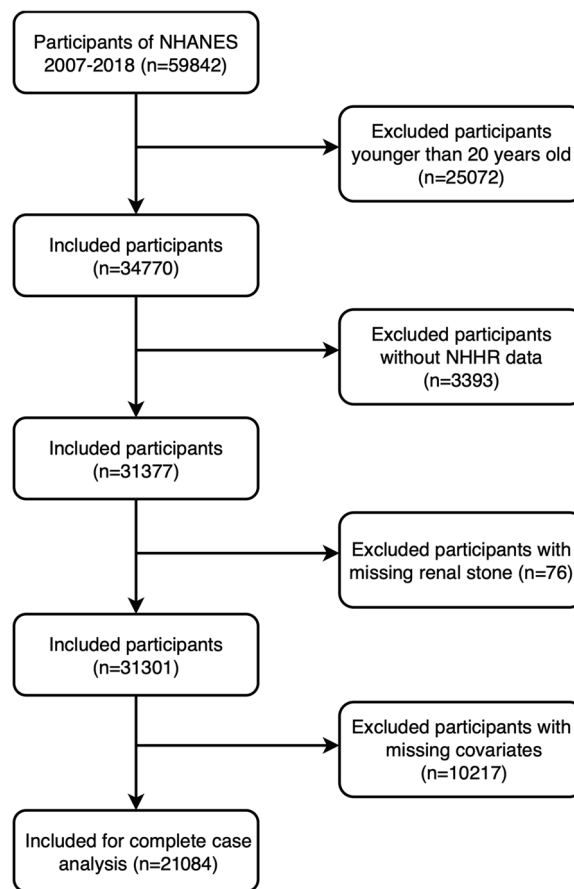 Participants of NHANES
2007-2018 (n=59842)
Excluded participants
younger than 20 years old
(n=25072)
Included participants
(n=34770)
Excluded participants
without NHHR data
(n=3393)
Included participants
(n=31377)
Excluded participants with
missing renal stone (n=76)
Included participants
(n=31301)
Excluded participants with
missing covariates
(n=10217)
Included for complete case
analysis (n=21084)